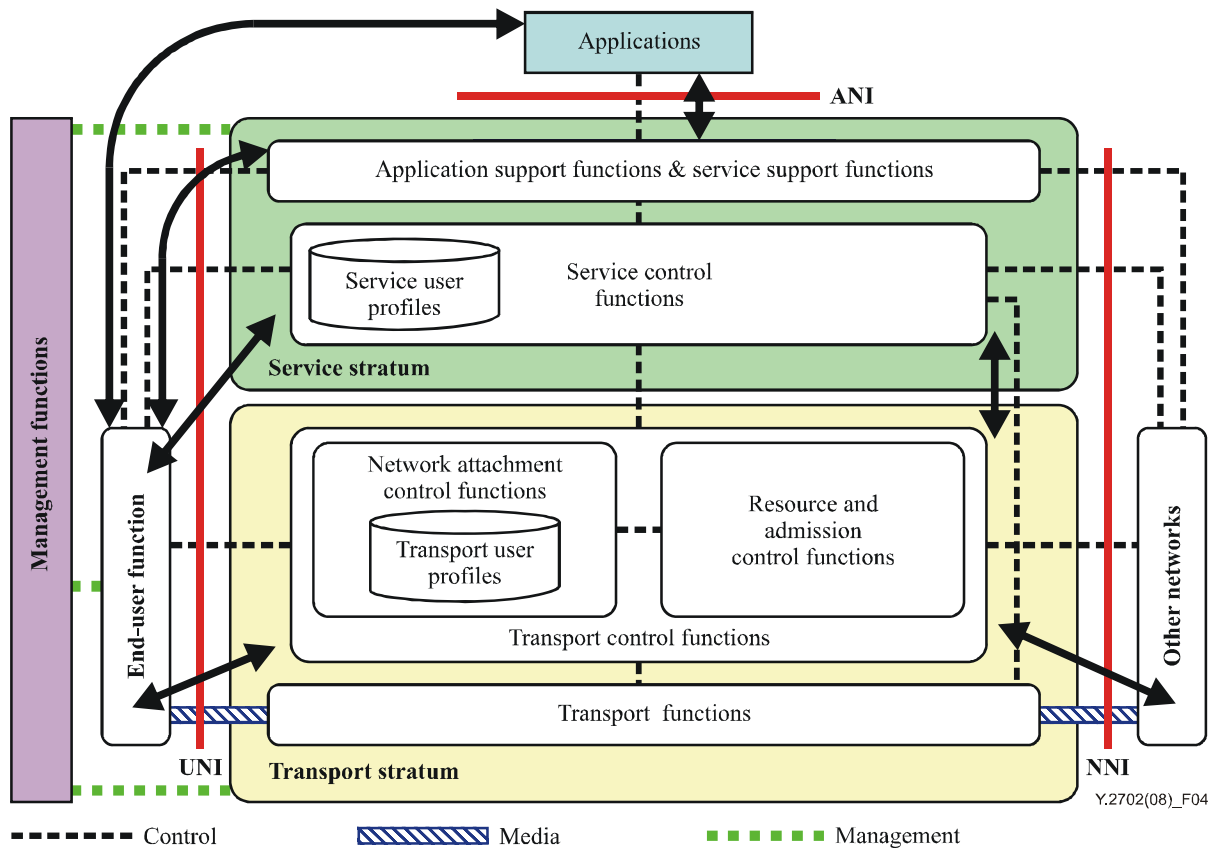 Applications
ANI
Application support functions & service support functions
Service user
profiles
Service control
functions
Service stratum
Management functions
End-user function
Network attachment
control functions
Transport user
profiles
Resource and
admission
control functions
Transport control functions
Other networks
Transport functions
UNI
Transport stratum
NNI
Y.2702(08)_F04
Control
Media
Management